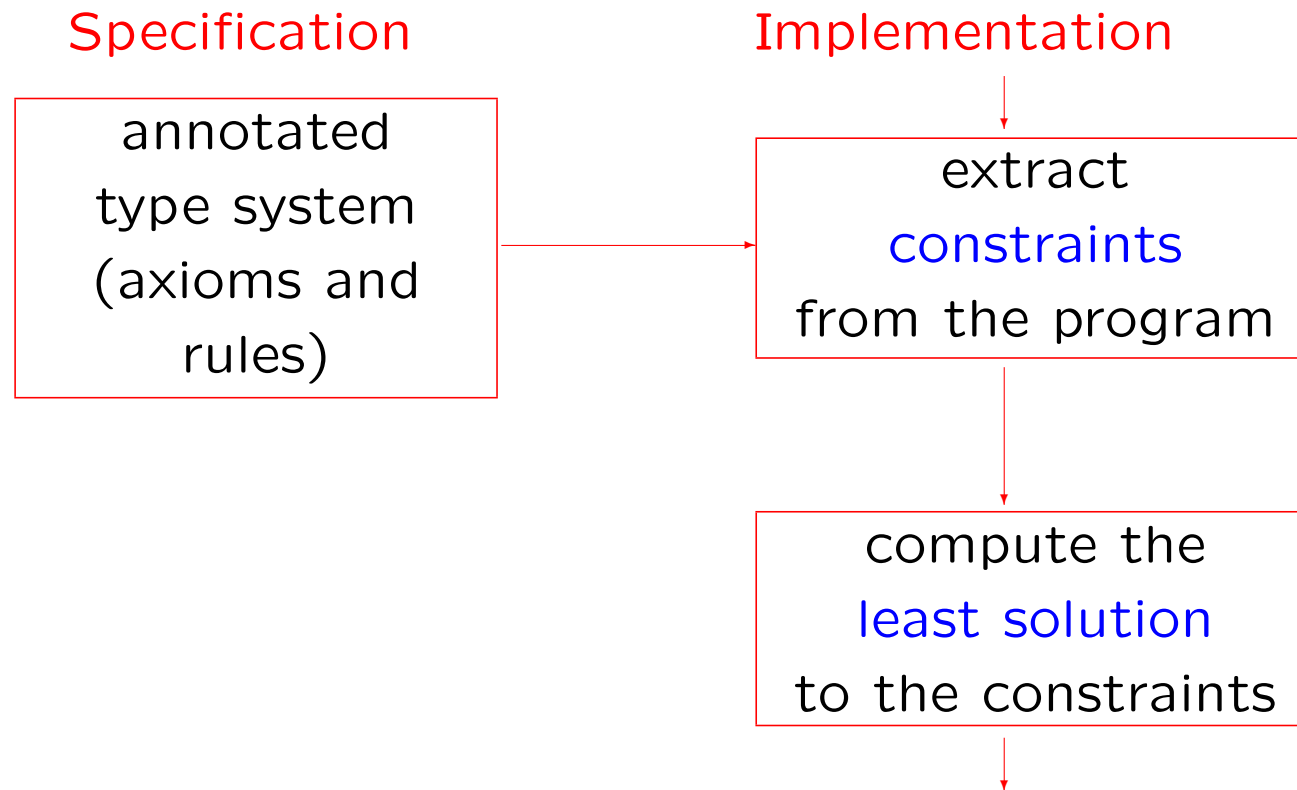 Specification
Implementation
annotated
type system
(axioms and
rules)
extract
constraints
from the program
compute the
least solution
to the constraints